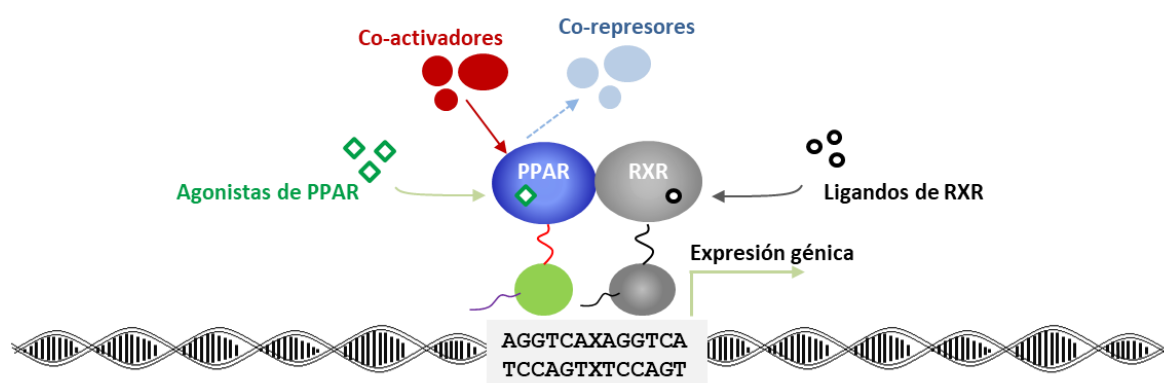 Co-activadores
Co-represores
PPAR
RXR
Agonistas de PPAR
Ligandos de RXR
Expresión génica
AGGTCAXAGGTCA
TCCAGTXTCCAGT